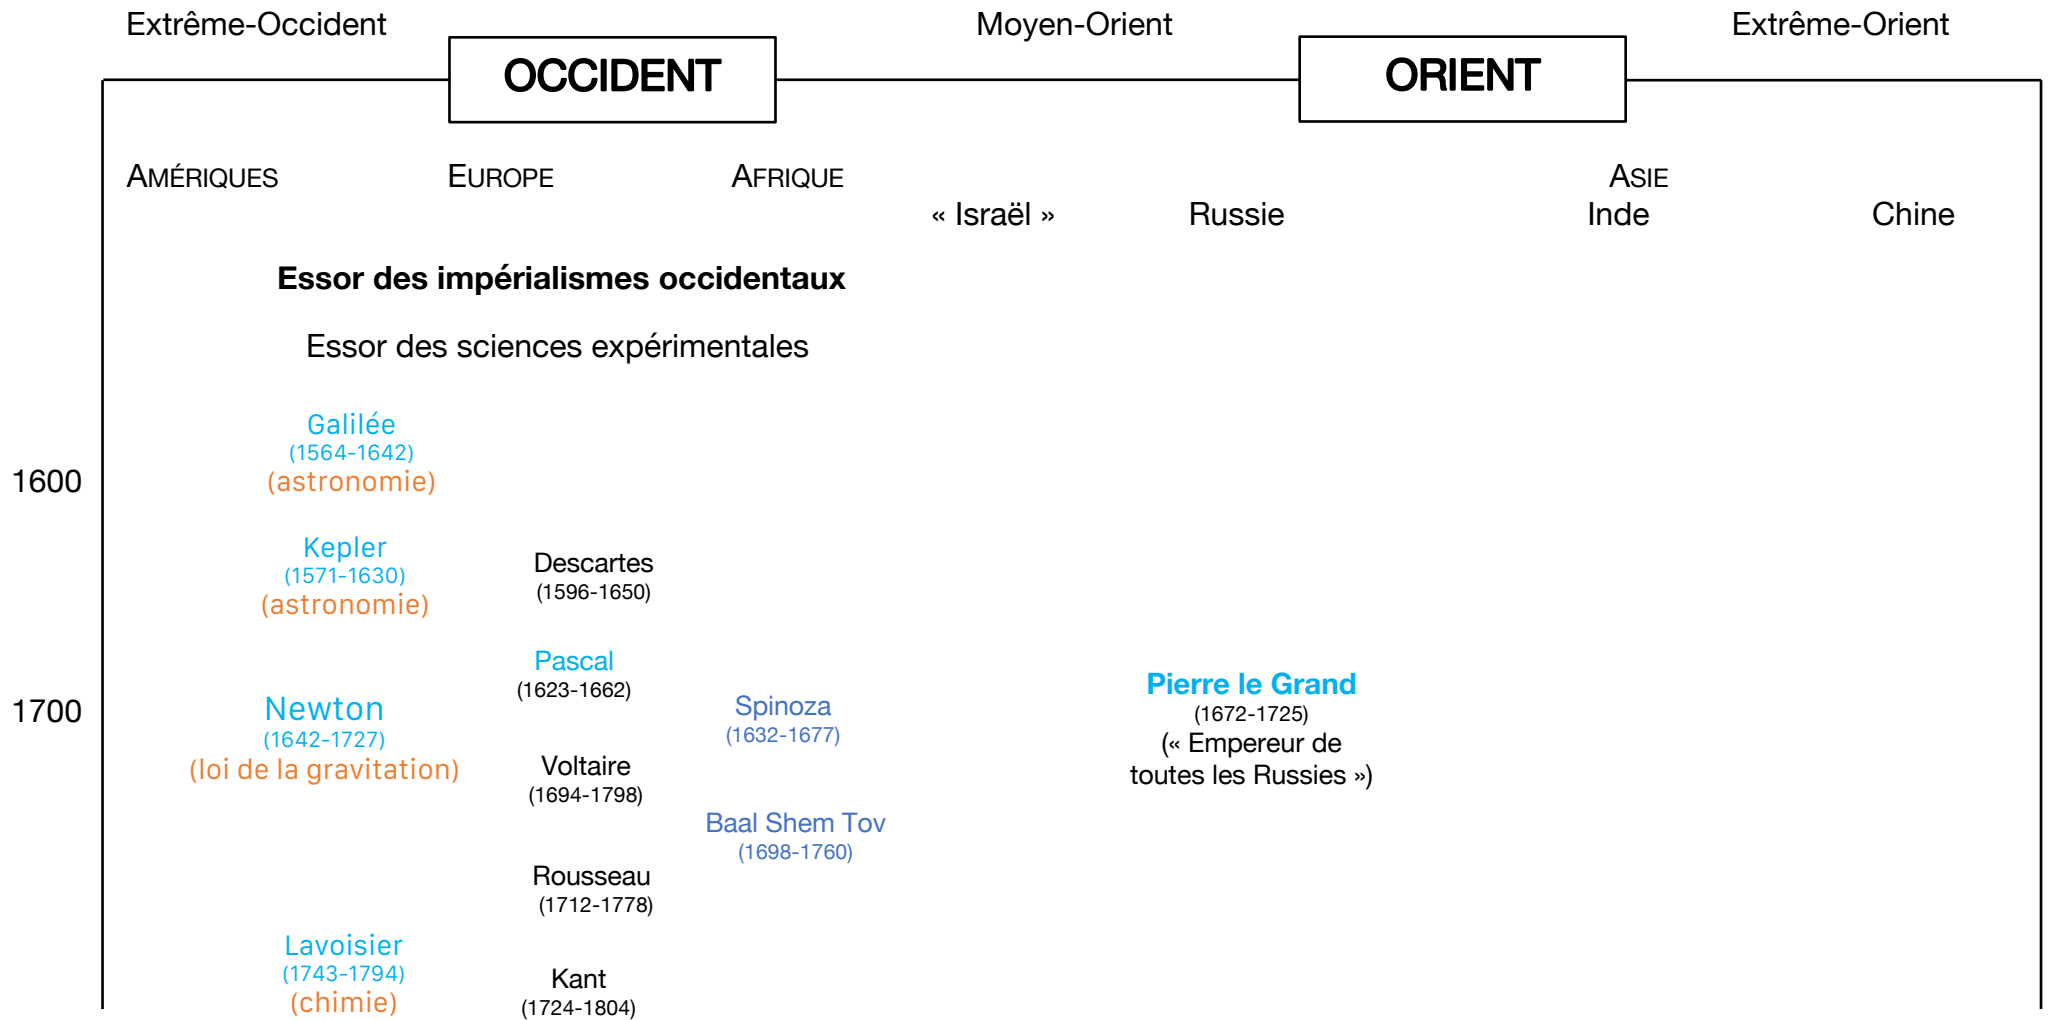 Extrême-Occident Moyen-Orient Extrême-Orient
OCCIDENT ORIENT
AMÉRIQUES EUROPE AFRIQUE ASIE
« Israël » Russie Inde Chine
Essor des impérialismes occidentaux
Essor des sciences expérimentales
Galilée
(1564-1642)
(astronomie)
1600
Kepler
(1571-1630)
(astronomie)
Descartes
(1596-1650)
Pascal
(1623-1662)
1700
Newton
(1642-1727)
(loi de la gravitation)
Spinoza
(1632-1677)
Pierre le Grand
(1672-1725)
(« Empereur de
toutes les Russies »)
Voltaire
(1694-1798)
Baal Shem Tov
(1698-1760)
Rousseau
(1712-1778)
Lavoisier
(1743-1794)
(chimie)
Kant
(1724-1804)